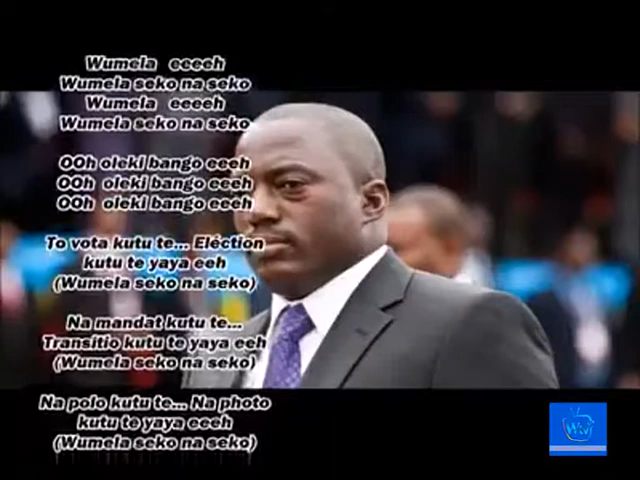 Wumela eeeeh
Wumela seko na seko
Wumela eeeeh
Wumela seko na seko
OOh oleki bango eeeh
OOh oleki bango eeeh
OOh oleki bango eeeh
To vota kutu te... Eléction
kutu te yaya eeh
(Wumela seko na seko)
Na mandat kutu te...
Transitio kutu te yaya eeh
(Wumela seko na seko)
Na polo kutu te... Na photo
kutu te yaya eeeh
(Wumela seko na seko)
Wtv